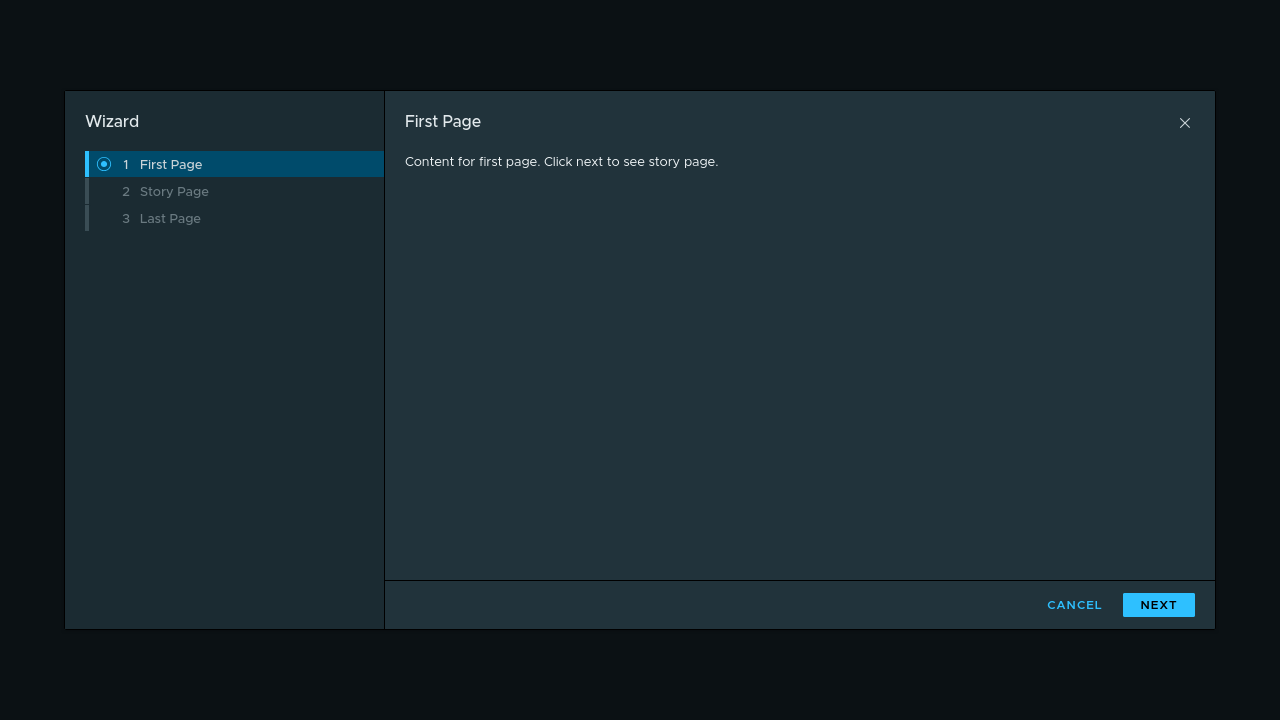 Wizard
1 First Page
2 Story Page
3 Last Page
First Page
Content for first page. Click next to see story page.
CANCEL
NEXT